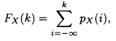 F_X(k) = \sum_{i=-\infty}^{k} p_X(i),